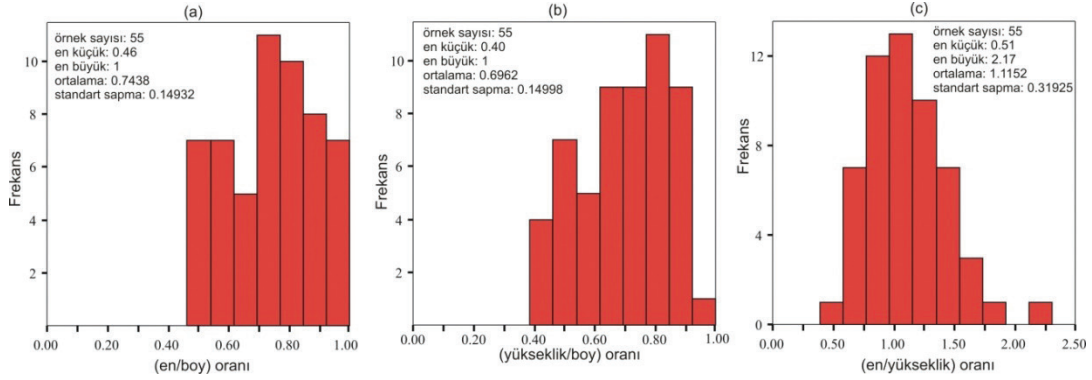 (a)
örnek sayısı: 55
en küçük: 0.46
en büyük: 1
ortalama: 0.7438
standart sapma: 0.14932
10
8
6
4
2
Frekans
0.00 0.20 0.40 0.60 0.80 1.00
(en/boy) oranı
(b)
örnek sayısı: 55
en küçük: 0.40
en büyük: 1
ortalama: 0.6962
standart sapma: 0.14998
10
8
6
4
2
Frekans
0.00 0.20 0.40 0.60 0.80 1.00
(yükseklik/boy) oranı
(c)
örnek sayısı: 55
en küçük: 0.51
en büyük: 2.17
ortalama: 1.1152
standart sapma: 0.31925
12
8
4
0
Frekans
0.00 0.50 1.00 1.50 2.00 2.50
(en/yükseklik) oranı